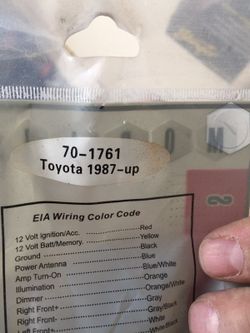 70-1761
Toyota 1987-up
EIA Wiring Color Code
12 Volt Ignition/Acc. Red
12 Volt Batt/Memory. Yellow
Ground Black
Power Antenna Blue
Amp Turn-On Blue/White
Illumination Orange
Dimmer Orange/White
Right Front+ Gray
Right Front- Gray/Black
Left Front+ White